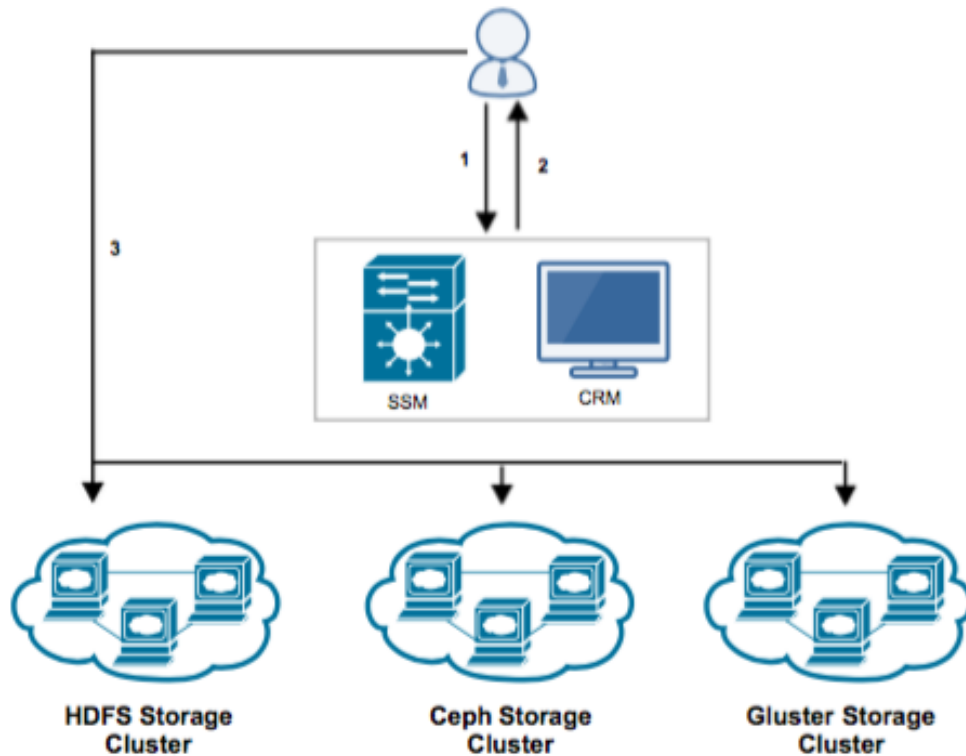 1
2
3
SSM
CRM
HDFS Storage
Cluster
Ceph Storage
Cluster
Gluster Storage
Cluster